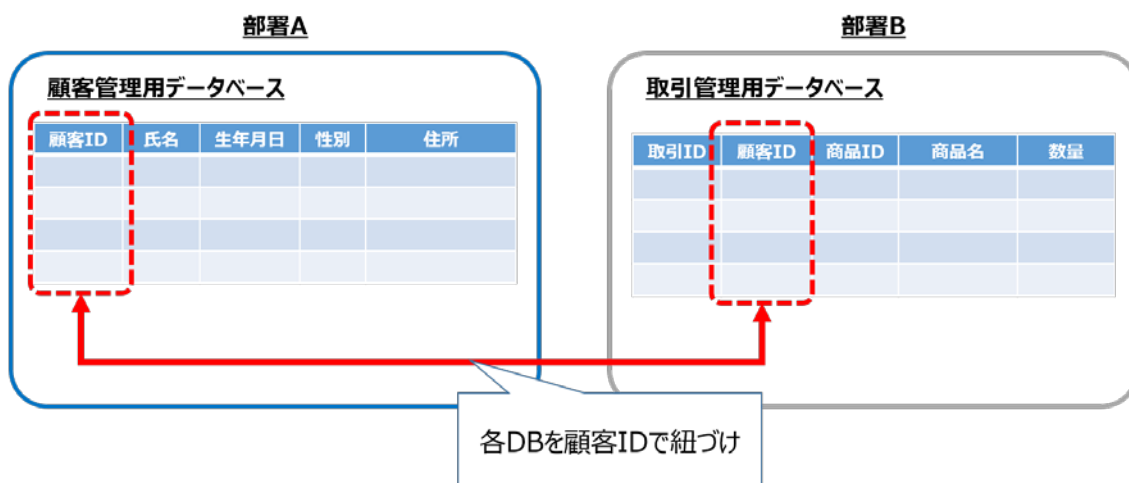 部署A
顧客管理用データベース
顧客ID 氏名 生年月日 性別 住所
部署B
取引管理用データベース
取引ID 顧客ID 商品ID 商品名 数量
各DBを顧客IDで紐づけ